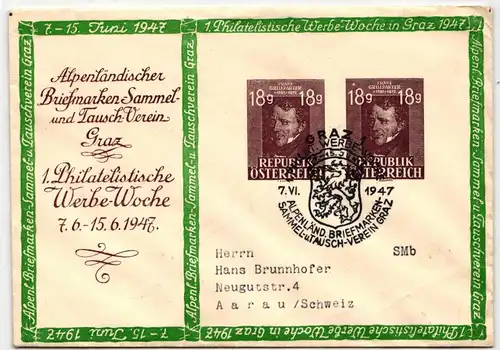 7.-15. Juni 1947
1. Philatelistische Werbe-Woche in Graz 1947
Alpenländischer
Briefmarken-Sammel-
und Tausch-Verein
Graz
1. Philatelistische
Werbe-Woche
7.6.-15.6.1947.
FRANZ
GRILLPARZER
18g 18g
REPUBLIK
ÖSTERREICH
FRANZ
GRILLPARZER
18g 18g
REPUBLIK
ÖSTERREICH
GRAZ 1
7.VI. 1947
ALPENLÄND. BRIEFMARKEN-
SAMMEL-u.TAUSCH-VEREIN GRAZ
Herrn SMb
Hans Brunnhofer
Neugutstr.4
Aarau/Schweiz
Alpenl. Briefmarken-Sammel-u Tauschverein Graz
Alpenl. Briefmarken-Sammel-u Tauschverein Graz
7.-15. Juni 1947
1. Philatelistische Werbe-Woche in Graz 1947